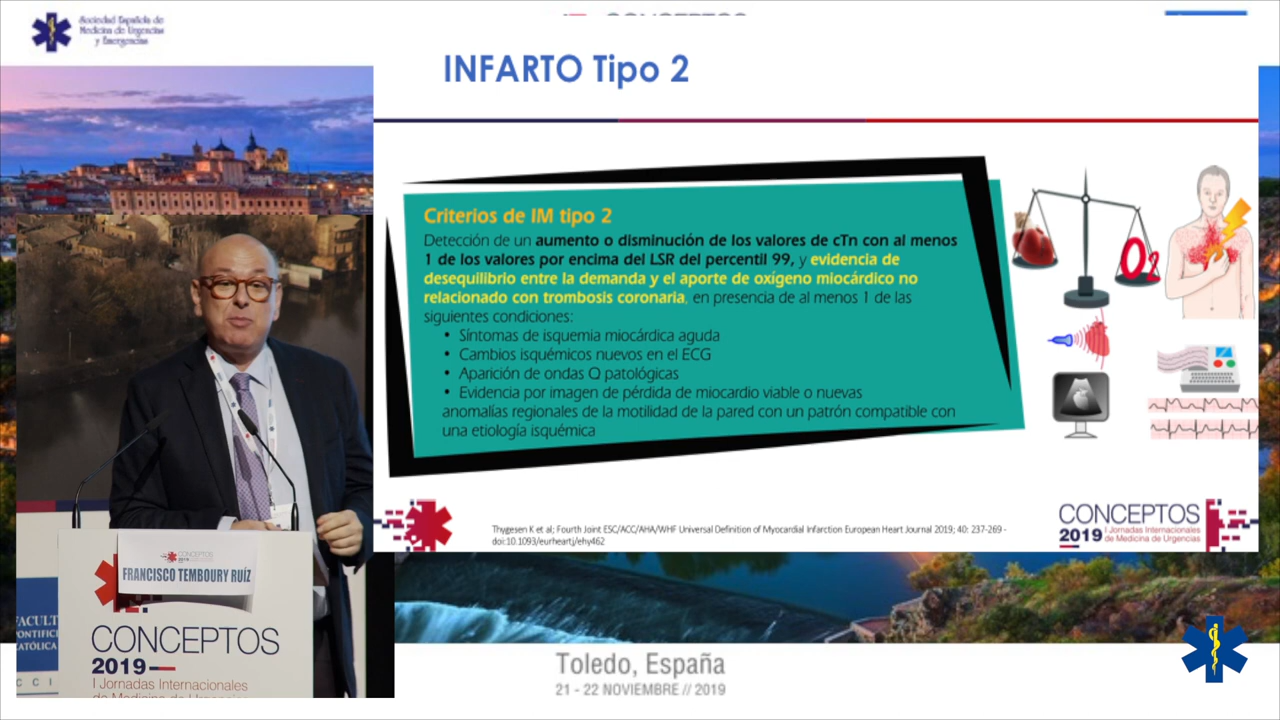 Sociedad Española de
Medicina de Urgencias
y Emergencias
INFARTO Tipo 2
Criterios de IM tipo 2
Detección de un aumento o disminución de los valores de cTn con al menos
1 de los valores por encima del LSR del percentil 99, y evidencia de
desequilibrio entre la demanda y el aporte de oxígeno miocárdico no
relacionado con trombosis coronaria, en presencia de al menos 1 de las
siguientes condiciones:
• Síntomas de isquemia miocárdica aguda
• Cambios isquémicos nuevos en el ECG
• Aparición de ondas Q patológicas
• Evidencia por imagen de pérdida de miocardio viable o nuevas
anomalías regionales de la motilidad de la pared con un patrón compatible con
una etiología isquémica
O2
Thygesen K et al; Fourth Joint ESC/ACC/AHA/WHF Universal Definition of Myocardial Infarction European Heart Journal 2019; 40: 237-269 -
doi:10.1093/eurheartj/ehy462
CONCEPTOS
2019 I Jornadas Internacionales
de Medicina de Urgencias
CONCEPTOS
2019
FRANCISCO TEMBOURY RUÍZ
CONCEPTOS
2019
I Jornadas Internacionales
de Medicina de Urgencias
FACULT
PONTIFIC
CATÓLICA
Toledo, España
21 - 22 NOVIEMBRE // 2019